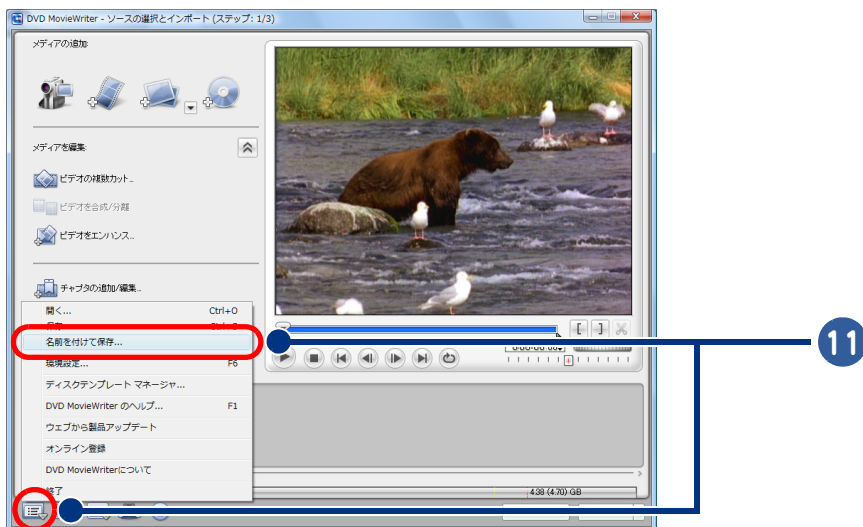 DVD MovieWriter - ソースの選択とインポート (ステップ: 1/3)
メディアの追加:
メディアを編集:
ビデオの複数カット...
ビデオを合成/分離
ビデオをエンハンス...
チャプタの追加/編集...
開く... Ctrl+O
名前を付けて保存...
環境設定... F6
ディスクテンプレート マネージャ...
DVD MovieWriter のヘルプ... F1
ウェブから製品アップデート
オンライン登録
DVD MovieWriterについて
終了
4.38 (4.70) GB
11